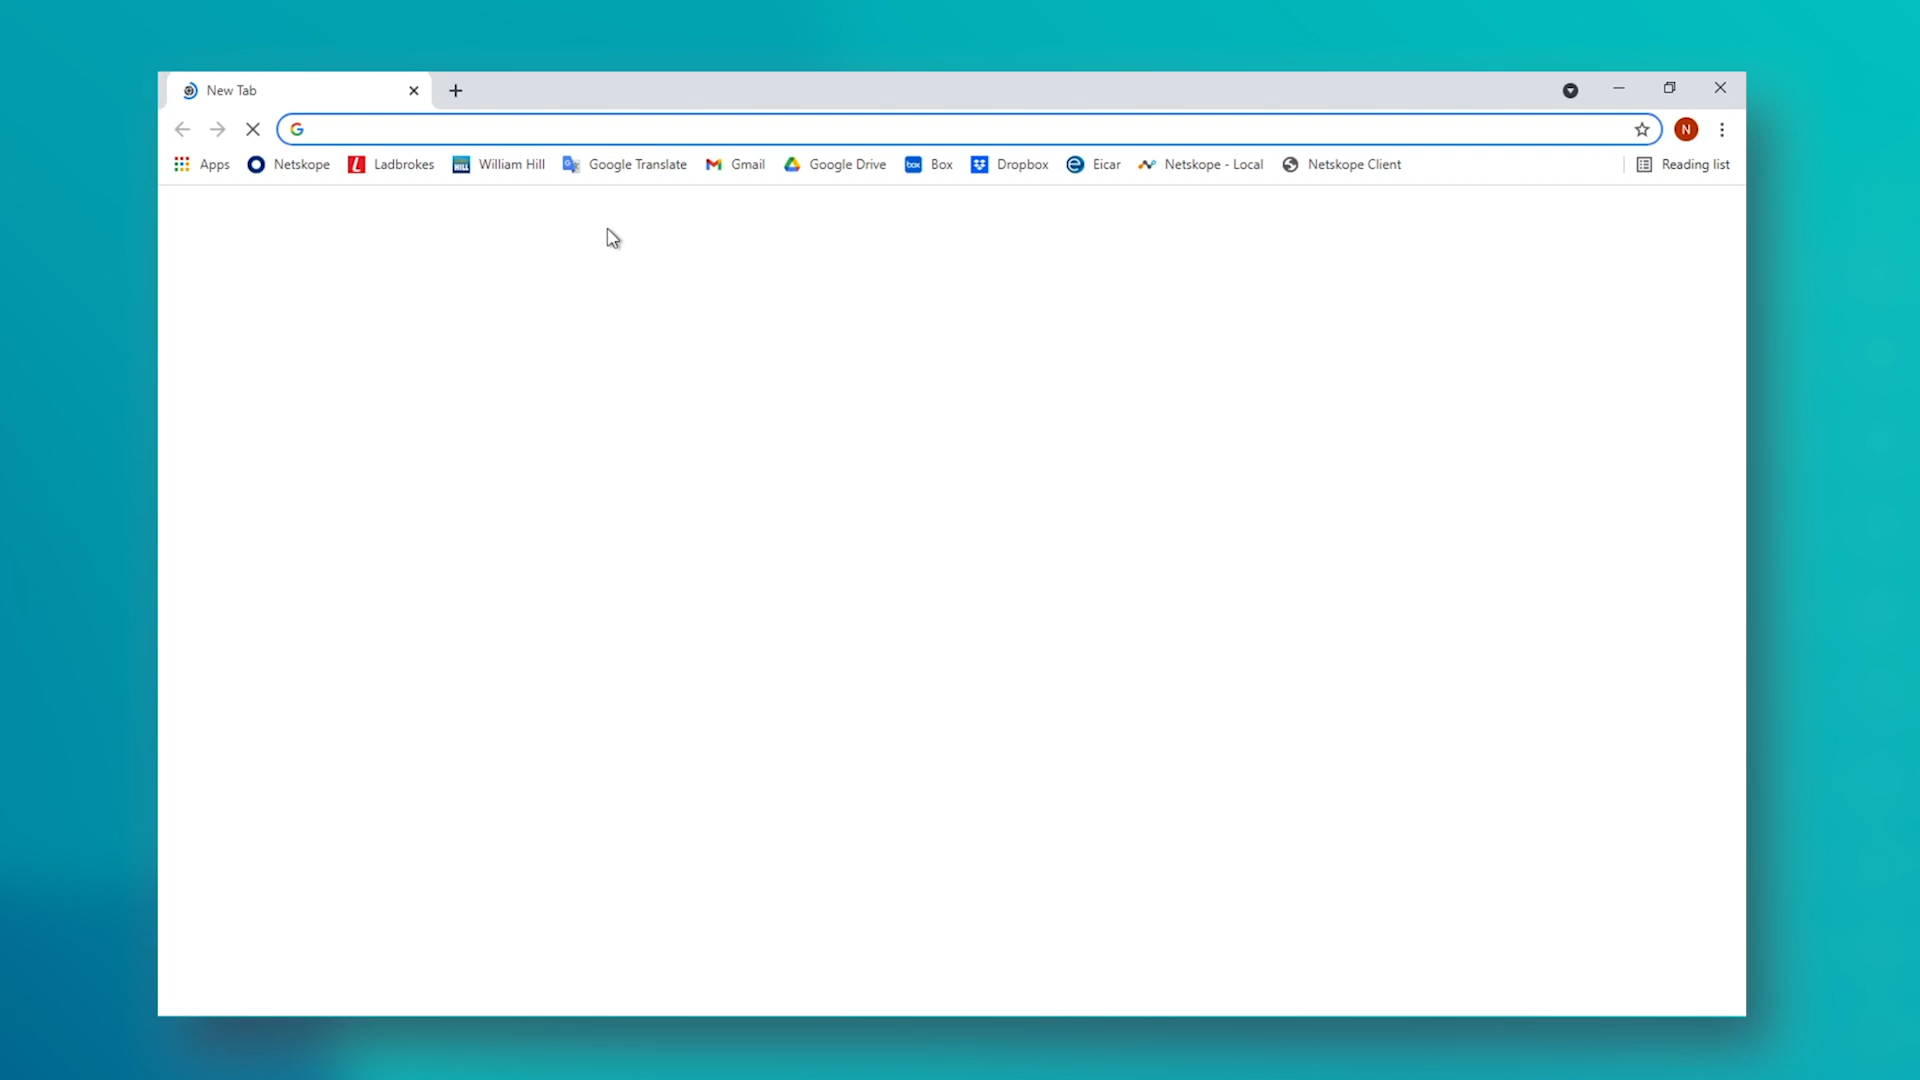 New Tab
Apps Netskope Ladbrokes William Hill Google Translate Gmail Google Drive Box Dropbox Eicar Netskope - Local Netskope Client Reading list
N